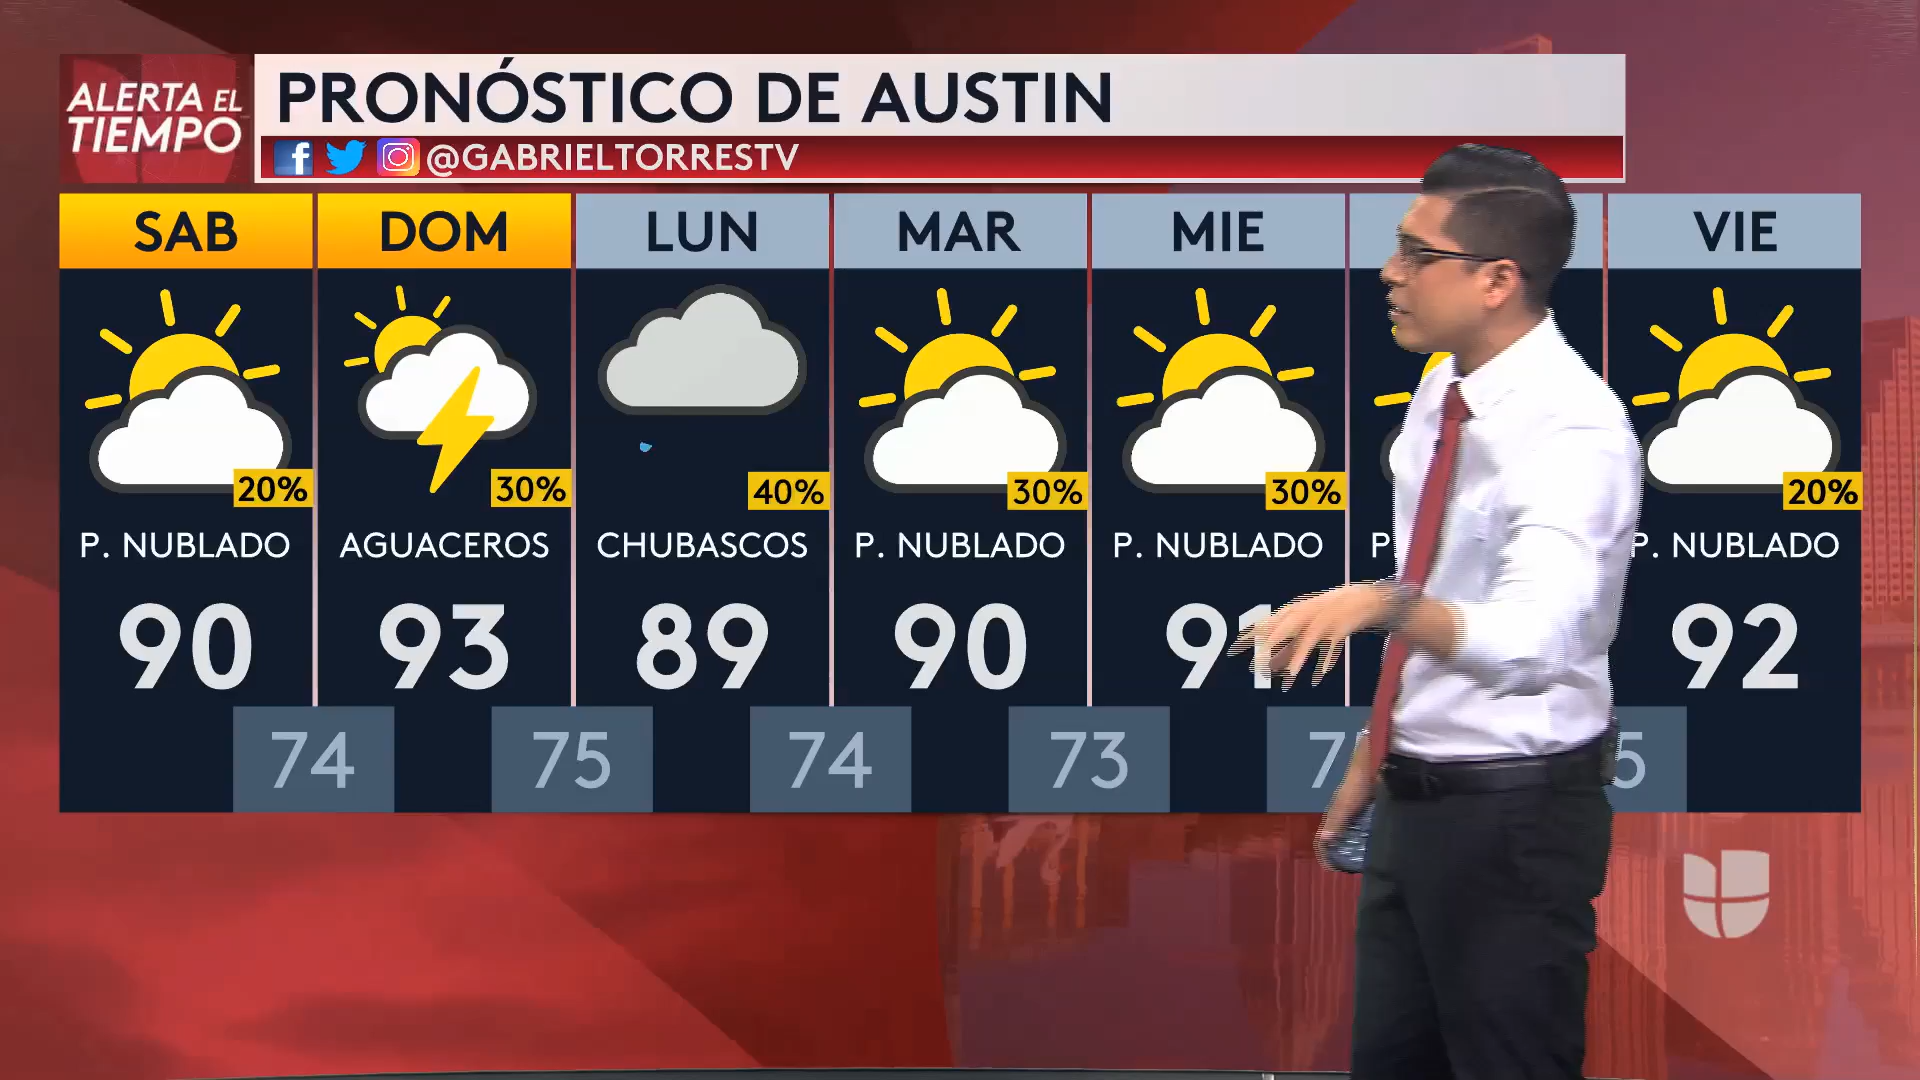 ALERTA EL
TIEMPO
PRONÓSTICO DE AUSTIN
@GABRIELTORRESTV
SAB
DOM
LUN
MAR
MIE
VIE
20%
30%
40%
30%
30%
20%
P. NUBLADO
AGUACEROS
CHUBASCOS
P. NUBLADO
P. NUBLADO
P. NUBLADO
90
93
89
90
91
92
74
75
74
73